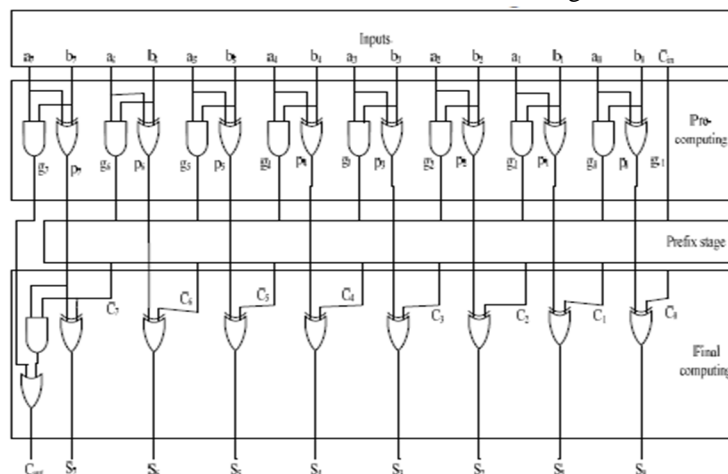 Inputs
a₇ b₇ a₆ b₆ a₅ b₅ a₄ b₄ a₃ b₃ a₂ b₂ a₁ b₁ a₀ b₀ Cᵢₙ
Pre-
computing
g₇ p₇ g₆ p₆ g₅ p₅ g₄ p₄ g₃ p₃ g₂ p₂ g₁ p₁ g₀ p₀ g₋₁
Prefix stage
C₇ C₆ C₅ C₄ C₃ C₂ C₁ C₀
Final
computing
Cₒᵤₜ S₇ S₆ S₅ S₄ S₃ S₂ S₁ S₀